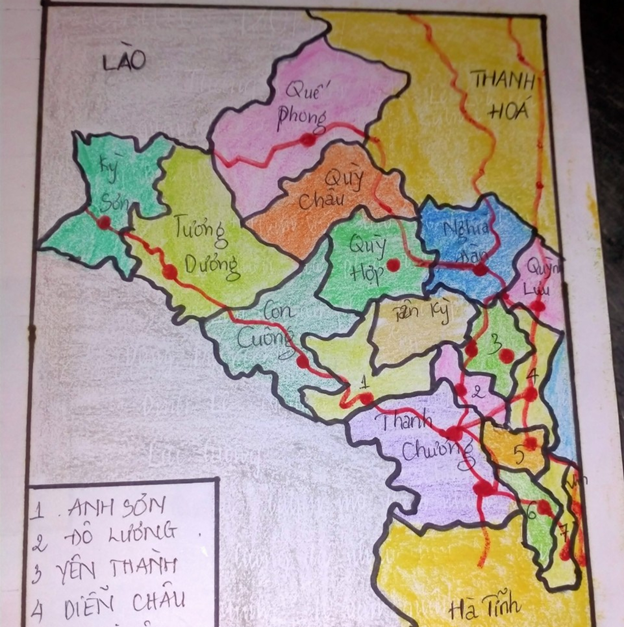 LÀO
THANH
HOÁ
Quế
Phong
Quỳ
Châu
Kỳ
Sơn
Tương
Dương
Quỳ
Hợp
Nghĩa
Đàn
Quỳnh
Lưu
Con
Cuông
Tân Kỳ
3
4
1
2
Thanh
Chương
5
6
7
Hà Tĩnh
1 . ANH SƠN
2 ĐÔ LƯƠNG .
3 YÊN THÀNH
4 DIỄN CHÂU